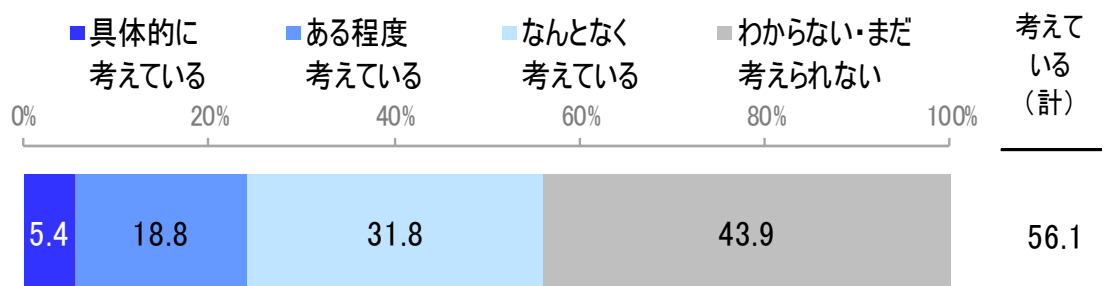 ■具体的に
考えている
■ある程度
考えている
■なんとなく
考えている
■わからない・まだ
考えられない
考えて
いる
（計）
0%
20%
40%
60%
80%
100%
5.4
18.8
31.8
43.9
56.1